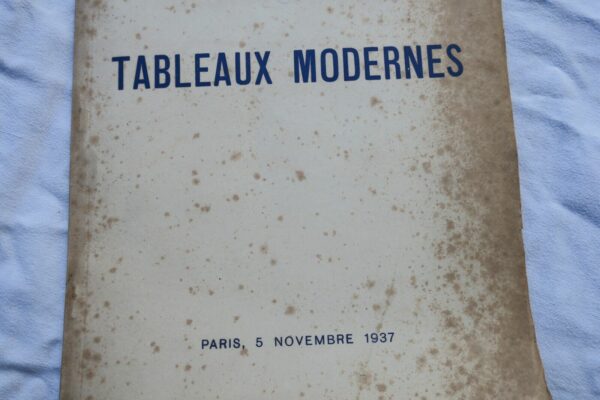 TABLEAUX MODERNES
PARIS, 5 NOVEMBRE 1937